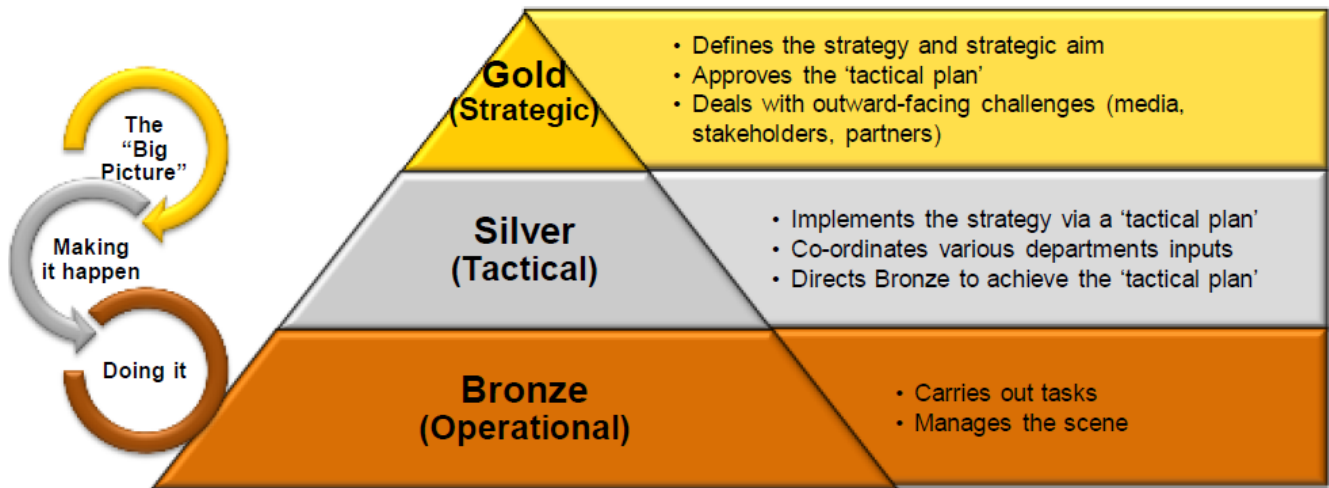 The
“Big
Picture”
Making
it happen
Doing it
Gold
(Strategic)
• Defines the strategy and strategic aim
• Approves the ‘tactical plan’
• Deals with outward-facing challenges (media,
stakeholders, partners)
Silver
(Tactical)
• Implements the strategy via a ‘tactical plan’
• Co-ordinates various departments inputs
• Directs Bronze to achieve the ‘tactical plan’
Bronze
(Operational)
• Carries out tasks
• Manages the scene